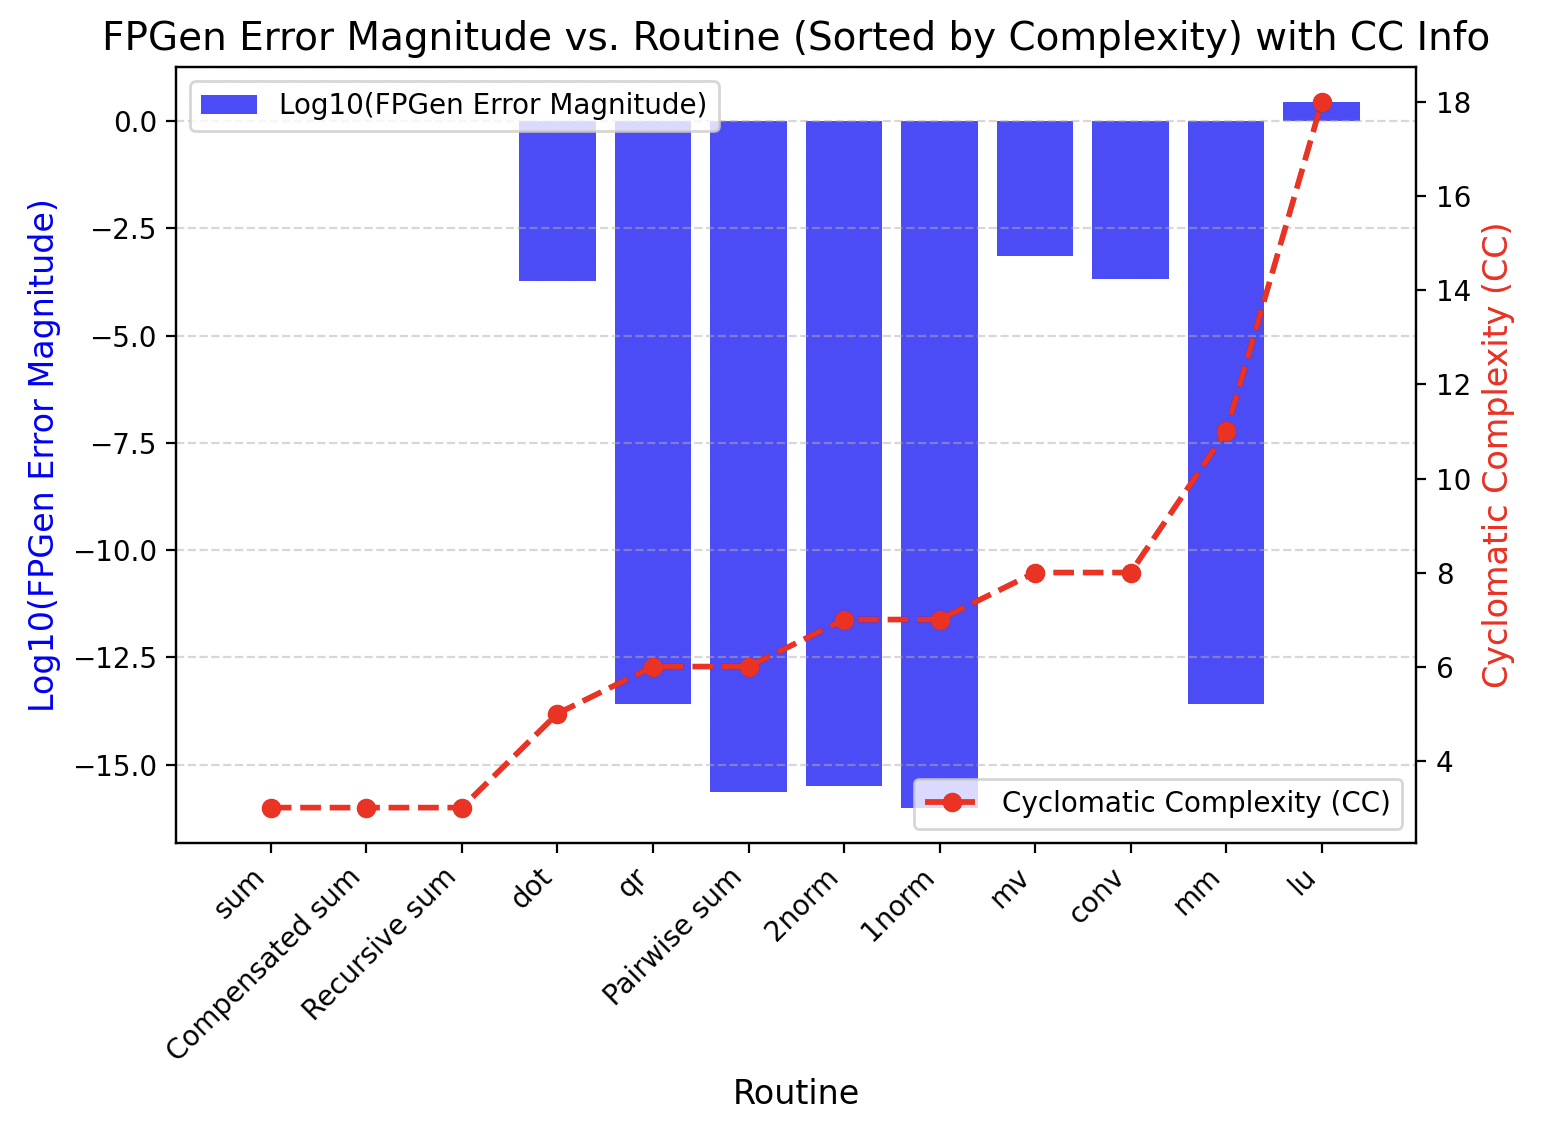 FPGen Error Magnitude vs. Routine (Sorted by Complexity) with CC Info
Log10(FPGen Error Magnitude)
0.0
−2.5
−5.0
−7.5
−10.0
−12.5
−15.0
Log10(FPGen Error Magnitude)
18
16
14
12
10
8
6
4
Cyclomatic Complexity (CC)
Cyclomatic Complexity (CC)
sum
Compensated sum
Recursive sum
dot
qr
Pairwise sum
2norm
1norm
mv
conv
mm
lu
Routine